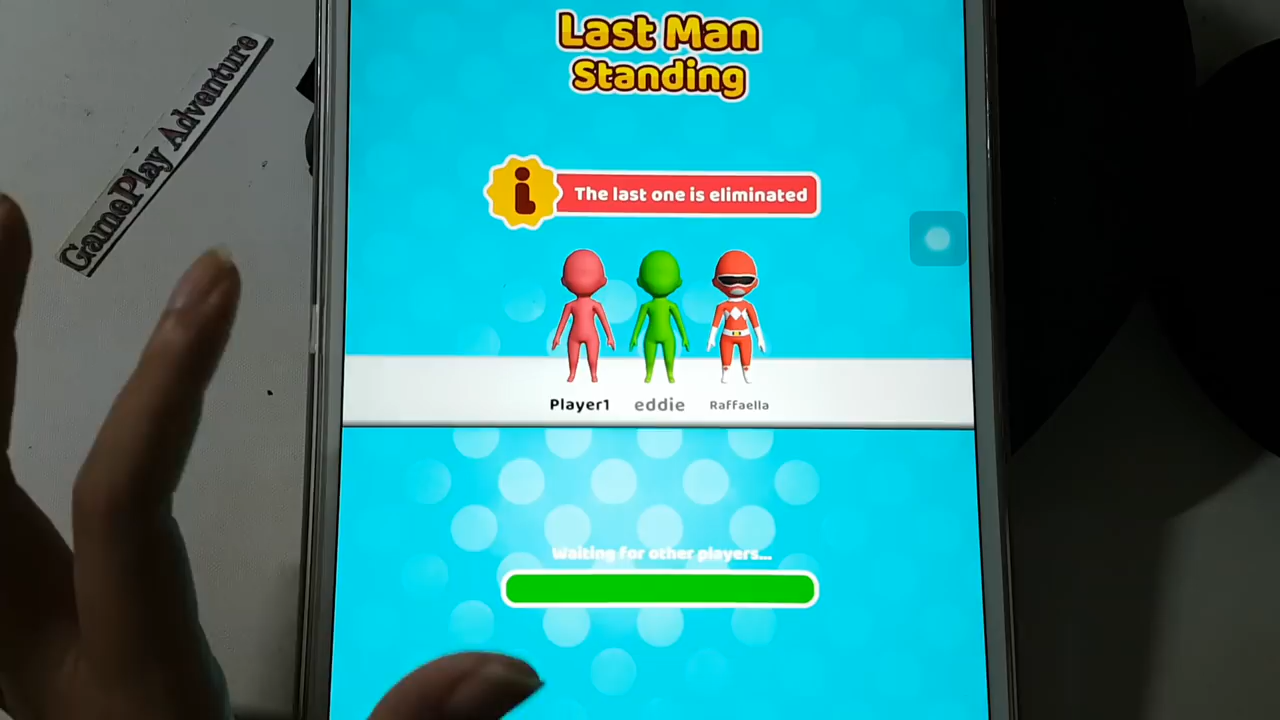 GamePlay Adventure
Last Man
Standing
The last one is eliminated
Player1 eddie Raffaella
Waiting for other players...